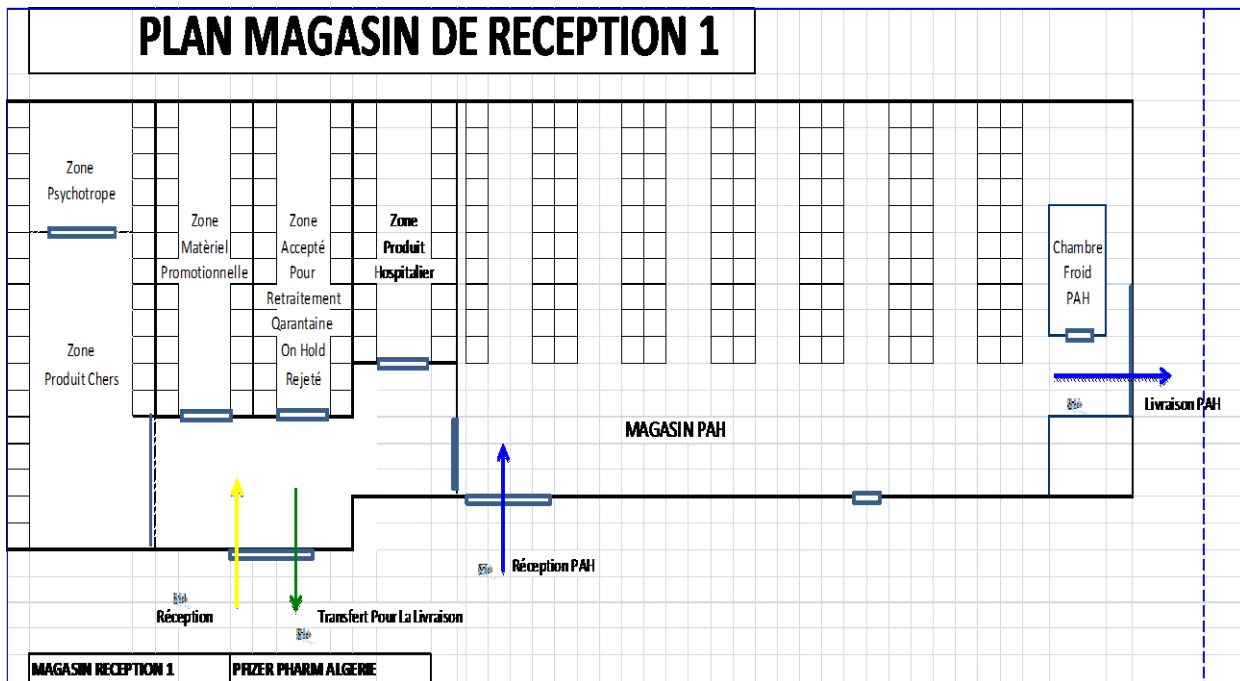 PLAN MAGASIN DE RECEPTION 1
Zone
Psychotrope
Zone
Produit Chers
Zone
Matèriel
Promotionnelle
Zone
Accepté
Pour
Retraitement
Qarantaine
On Hold
Rejeté
Zone
Produit
Hospitalier
Chambre
Froid
PAH
MAGASIN PAH
Livraison PAH
Réception PAH
Réception
Transfert Pour La Livraison
MAGASIN RECEPTION 1
PFIZER PHARM ALGERIE